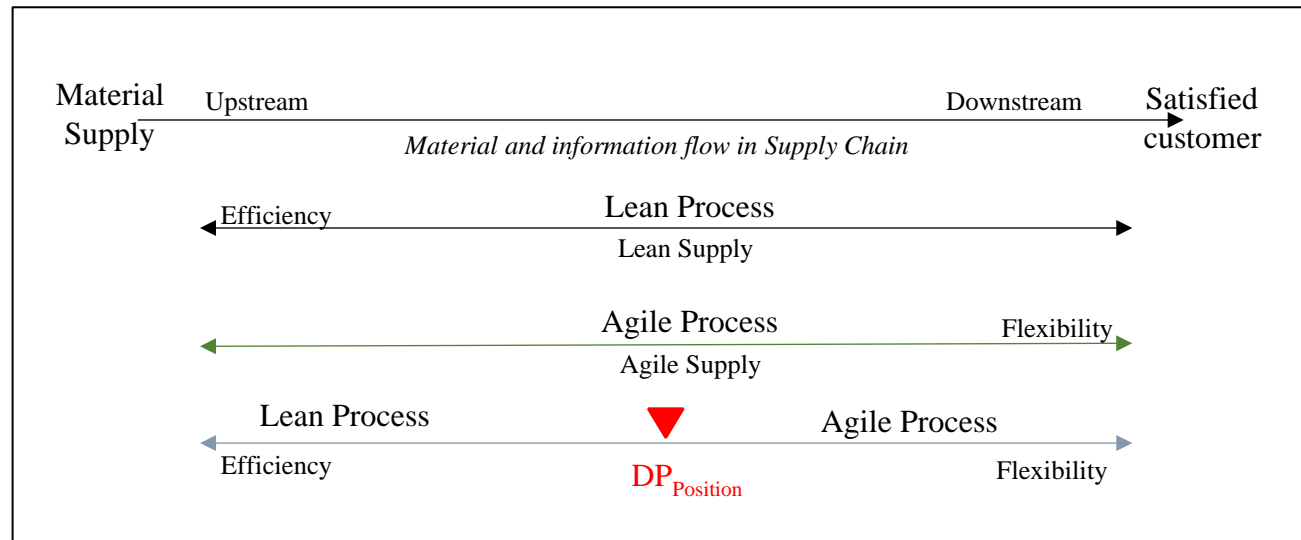 Material Supply
Upstream
Downstream
Satisfied customer
Material and information flow in Supply Chain
Efficiency
Lean Process
Lean Supply
Agile Process
Flexibility
Agile Supply
Lean Process
Agile Process
Efficiency
DPPosition
Flexibility